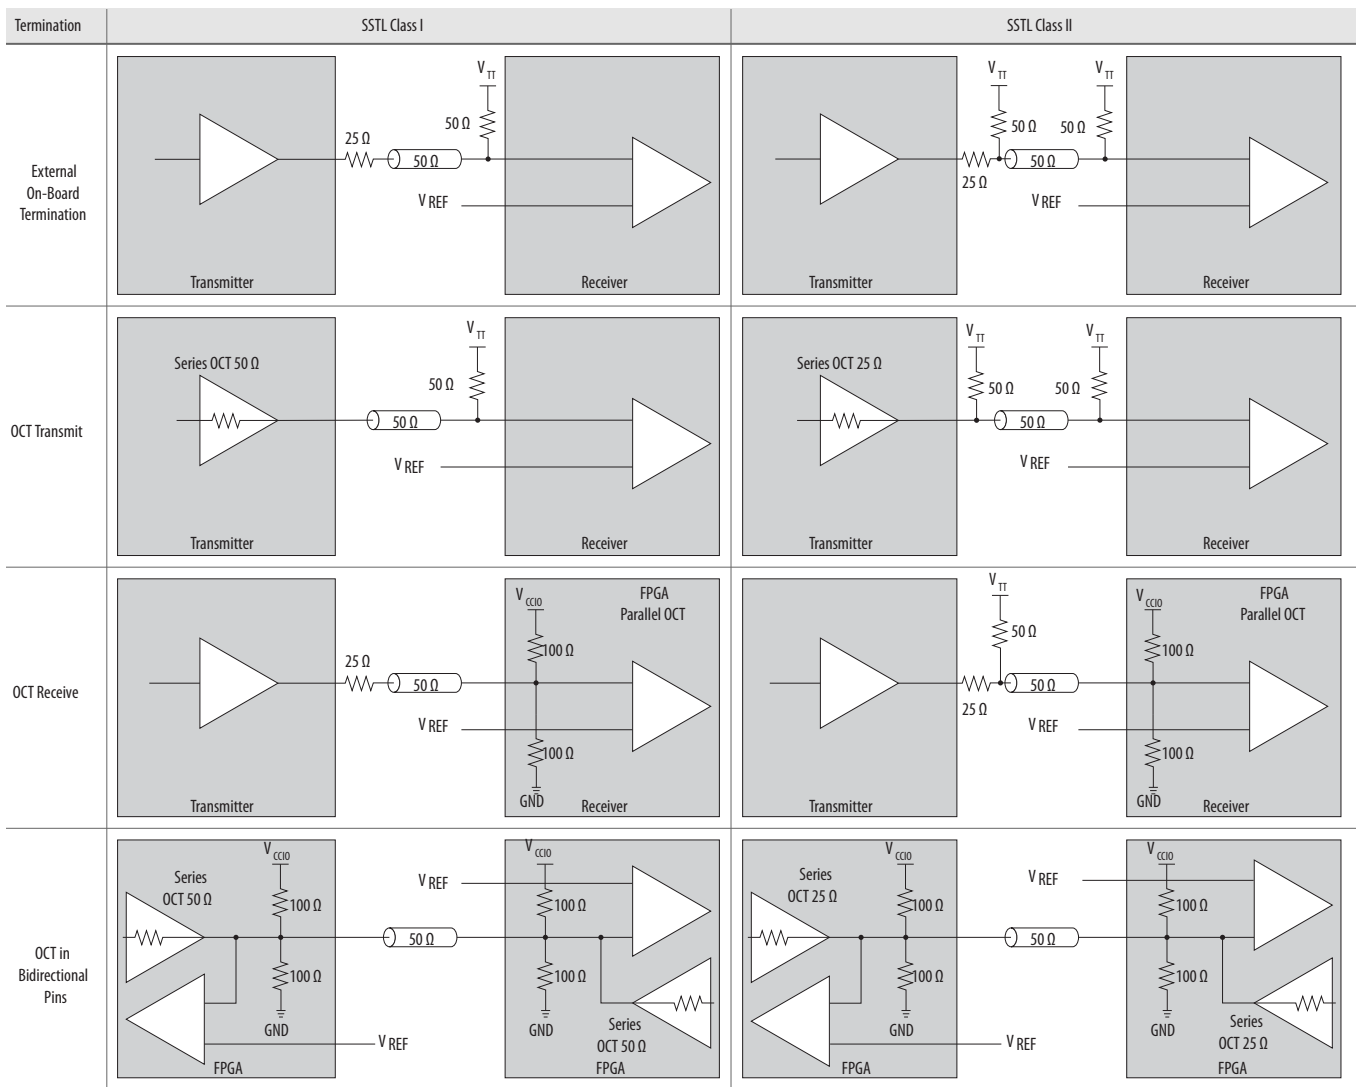 Termination
SSTL Class I
SSTL Class II
External
On-Board
Termination
V TT
50 Ω
25 Ω
50 Ω
V REF
Transmitter
Receiver
V TT
V TT
50 Ω
50 Ω
50 Ω
25 Ω
V REF
Transmitter
Receiver
OCT Transmit
V TT
Series OCT 50 Ω
50 Ω
50 Ω
V REF
Transmitter
Receiver
V TT
V TT
Series OCT 25 Ω
50 Ω
50 Ω
50 Ω
V REF
Transmitter
Receiver
OCT Receive
V CCIO
FPGA
Parallel OCT
100 Ω
25 Ω
50 Ω
V REF
100 Ω
GND
Transmitter
Receiver
V TT
V CCIO
FPGA
Parallel OCT
50 Ω
100 Ω
50 Ω
25 Ω
V REF
100 Ω
GND
Transmitter
Receiver
OCT in
Bidirectional
Pins
V CCIO
V CCIO
Series
OCT 50 Ω
V REF
100 Ω
100 Ω
50 Ω
100 Ω
100 Ω
GND
GND
Series
OCT 50 Ω
V REF
FPGA
FPGA
V CCIO
V CCIO
Series
OCT 25 Ω
V REF
100 Ω
100 Ω
50 Ω
100 Ω
100 Ω
GND
GND
Series
OCT 25 Ω
V REF
FPGA
FPGA